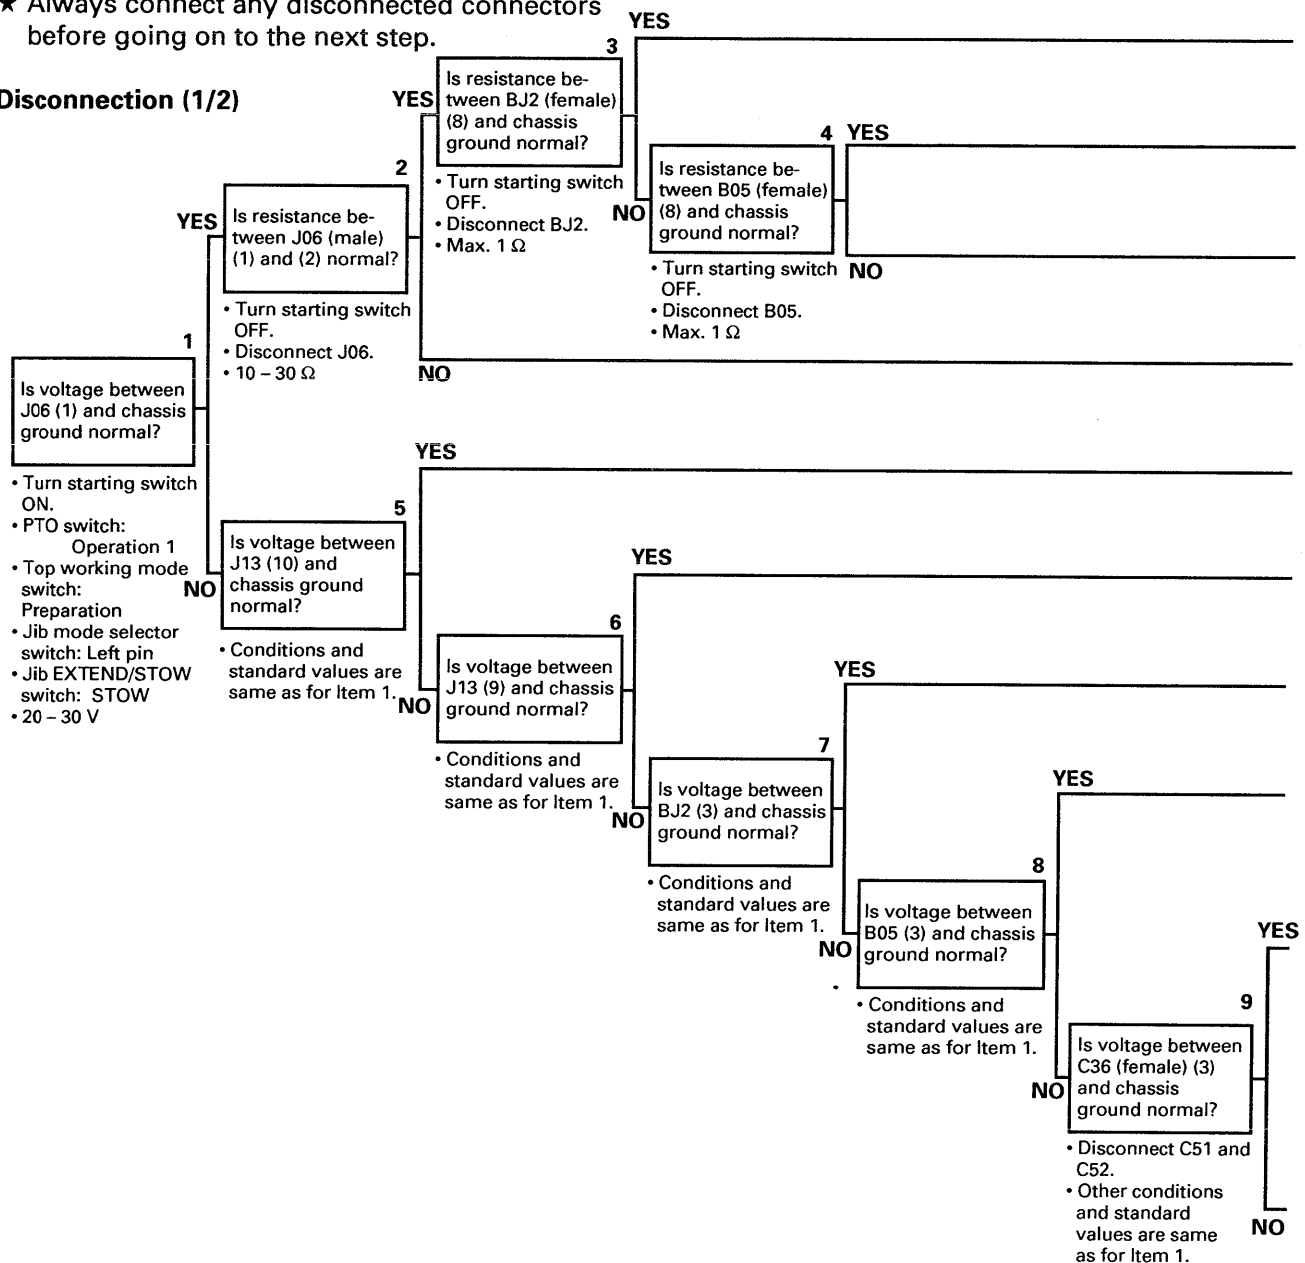 ★ Always connect any disconnected connectors
before going on to the next step.
Disconnection (1/2)
1
Is voltage between
J06 (1) and chassis
ground normal?
• Turn starting switch
ON.
• PTO switch:
Operation 1
• Top working mode
switch:
Preparation
• Jib mode selector
switch: Left pin
• Jib EXTEND/STOW
switch: STOW
• 20 – 30 V
YES
NO
2
Is resistance be-
tween J06 (male)
(1) and (2) normal?
• Turn starting switch
OFF.
• Disconnect J06.
• 10 – 30 Ω
YES
NO
3
Is resistance be-
tween BJ2 (female)
(8) and chassis
ground normal?
• Turn starting switch
OFF.
• Disconnect BJ2.
• Max. 1 Ω
YES
NO
4
Is resistance be-
tween B05 (female)
(8) and chassis
ground normal?
• Turn starting switch
OFF.
• Disconnect B05.
• Max. 1 Ω
YES
NO
5
Is voltage between
J13 (10) and
chassis ground
normal?
• Conditions and
standard values are
same as for Item 1.
YES
NO
6
Is voltage between
J13 (9) and chassis
ground normal?
• Conditions and
standard values are
same as for Item 1.
YES
NO
7
Is voltage between
BJ2 (3) and chassis
ground normal?
• Conditions and
standard values are
same as for Item 1.
YES
NO
8
Is voltage between
B05 (3) and chassis
ground normal?
• Conditions and
standard values are
same as for Item 1.
YES
NO
9
Is voltage between
C36 (female) (3)
and chassis
ground normal?
• Disconnect C51 and
C52.
• Other conditions
and standard
values are same
as for Item 1.
YES
NO